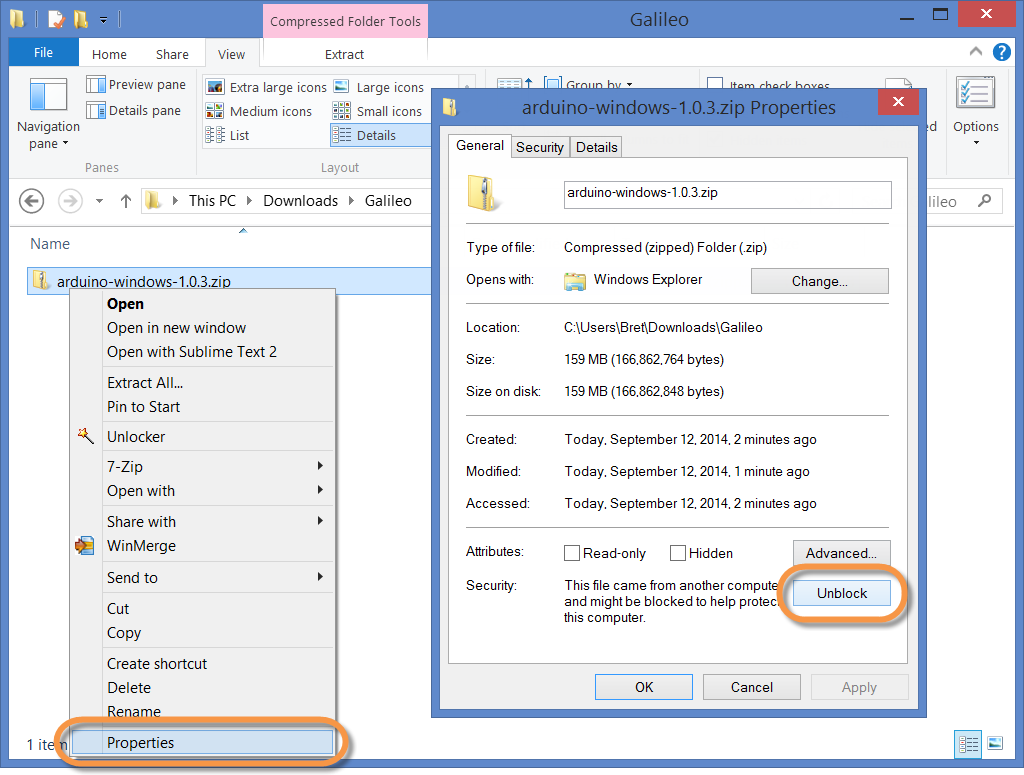 Compressed Folder Tools
Galileo
File
Home
Share
View
Extract
Navigation
pane
Preview pane
Details pane
Panes
Extra large icons
Large icons
Medium icons
Small icons
List
Details
Layout
Group by
Item check boxes
Options
This PC
Downloads
Galileo
Name
arduino-windows-1.0.3.zip
Open
Open in new window
Open with Sublime Text 2
Extract All...
Pin to Start
Unlocker
7-Zip
Open with
Share with
WinMerge
Send to
Cut
Copy
Create shortcut
Delete
Rename
Properties
1 item
arduino-windows-1.0.3.zip Properties
General
Security
Details
arduino-windows-1.0.3.zip
Type of file: Compressed (zipped) Folder (.zip)
Opens with: Windows Explorer
Change...
Location: C:\Users\Bret\Downloads\Galileo
Size: 159 MB (166,862,764 bytes)
Size on disk: 159 MB (166,862,848 bytes)
Created: Today, September 12, 2014, 2 minutes ago
Modified: Today, September 12, 2014, 1 minute ago
Accessed: Today, September 12, 2014, 2 minutes ago
Attributes: Read-only Hidden
Advanced...
Security: This file came from another compute
and might be blocked to help protec
this computer.
Unblock
OK
Cancel
Apply